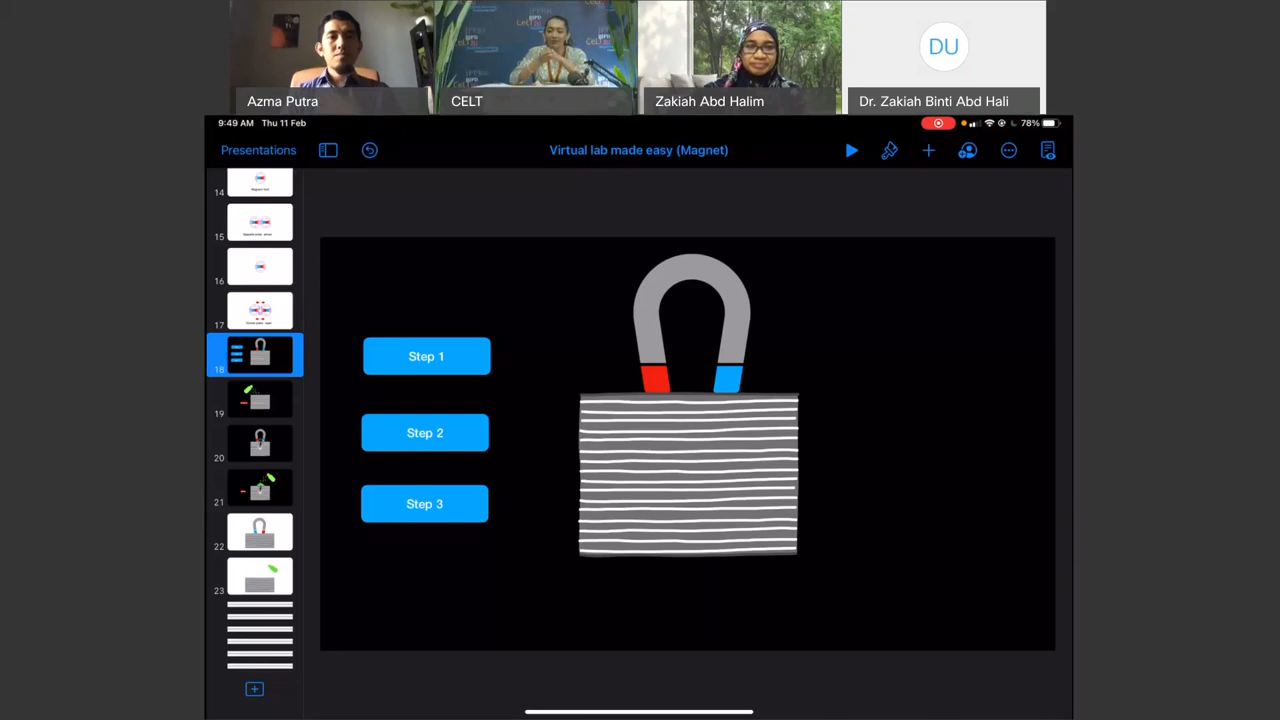 DU
Azma Putra
CELT
Zakiah Abd Halim
Dr. Zakiah Binti Abd Hali
9:49 AM Thu 11 Feb
78%
Presentations
Virtual lab made easy (Magnet)
14
15
16
17
18
19
20
21
22
23
Step 1
Step 2
Step 3